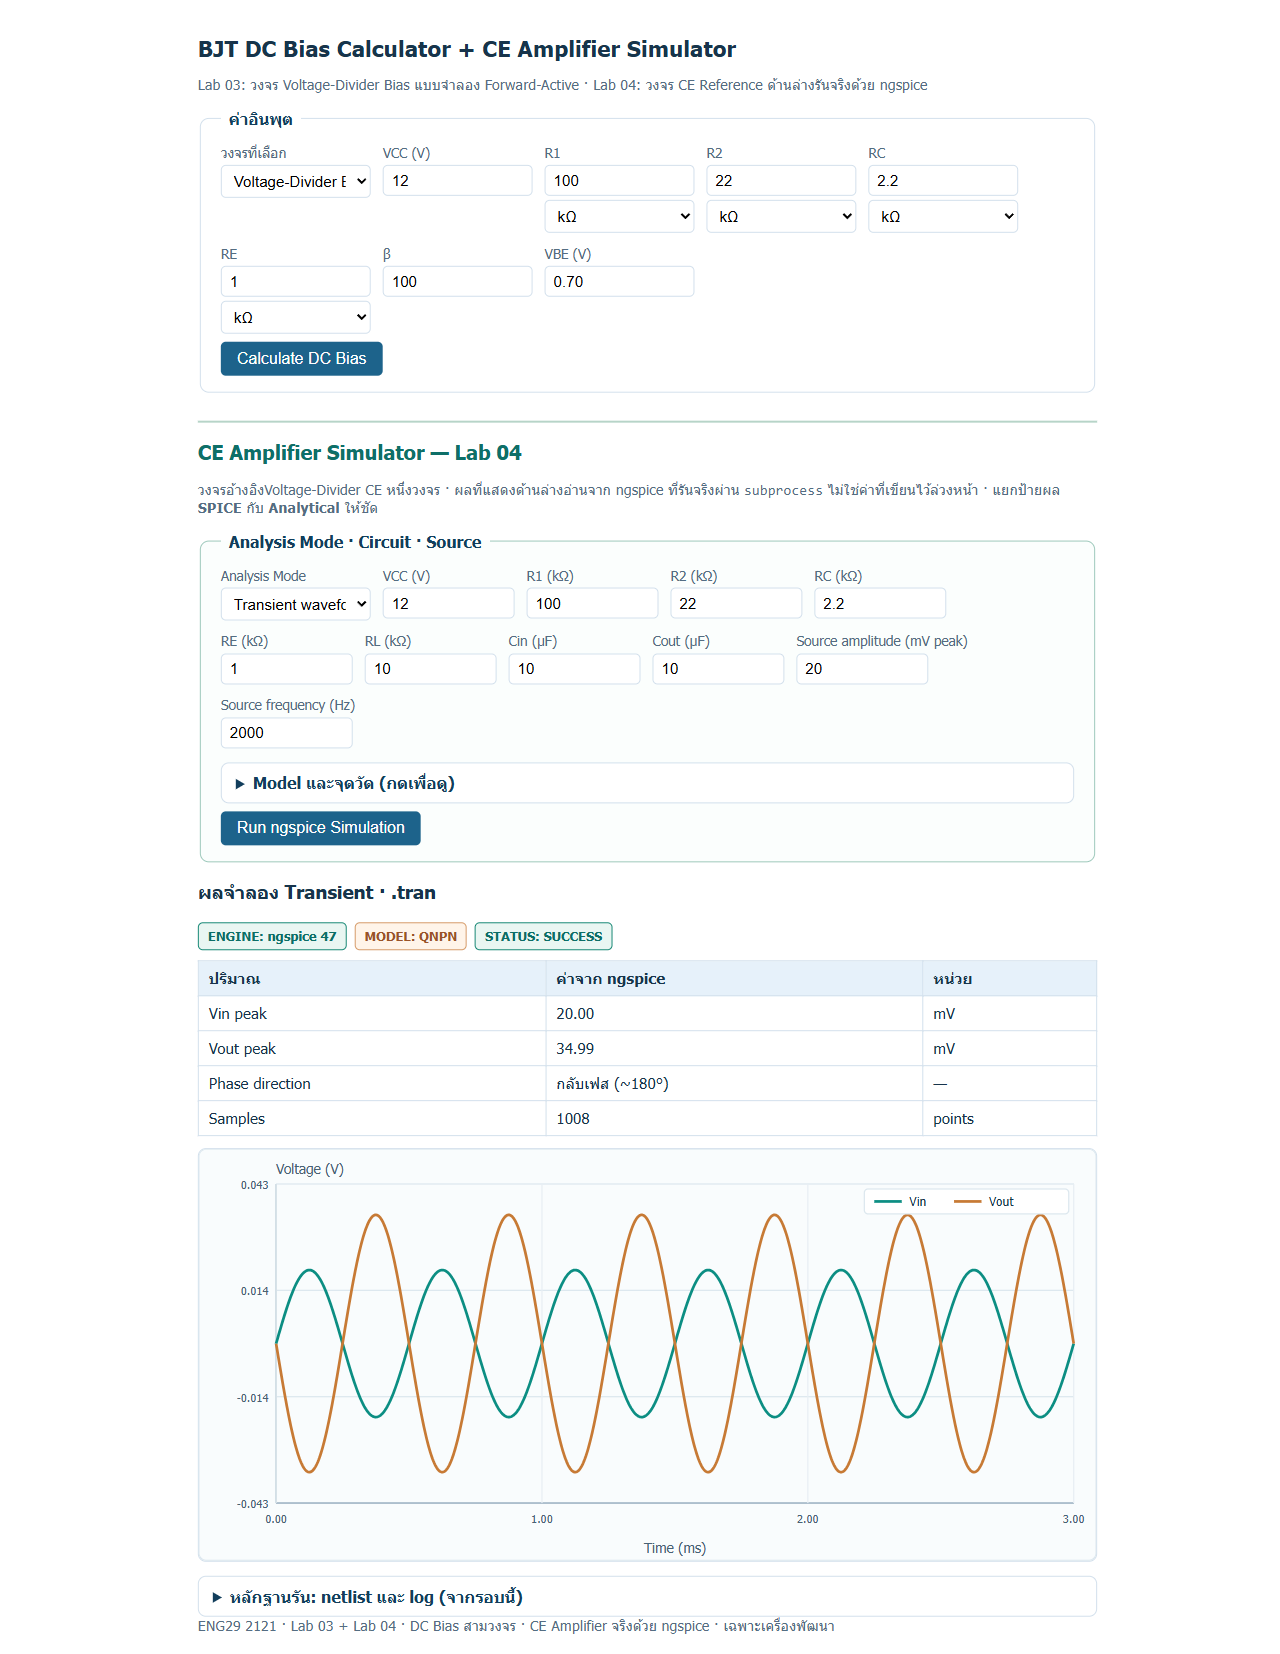 BJT DC Bias Calculator + CE Amplifier Simulator
Lab 03: วงจร Voltage-Divider Bias แบบจำลอง Forward-Active · Lab 04: วงจร CE Reference ด้านล่างรันจริงด้วย ngspice
ค่าอินพุต
วงจรที่เลือก VCC (V) R1 R2 RC
Voltage-Divider E 12 100 22 2.2
kΩ kΩ kΩ
RE β VBE (V)
1 100 0.70
kΩ
Calculate DC Bias
CE Amplifier Simulator — Lab 04
วงจรอ้างอิงVoltage-Divider CE หนึ่งวงจร · ผลที่แสดงด้านล่างอ่านจาก ngspice ที่รันจริงผ่าน subprocess ไม่ใช่ค่าที่เขียนไว้ล่วงหน้า · แยกป้ายผล
SPICE กับ Analytical ให้ชัด
Analysis Mode · Circuit · Source
Analysis Mode VCC (V) R1 (kΩ) R2 (kΩ) RC (kΩ)
Transient wavefc 12 100 22 2.2
RE (kΩ) RL (kΩ) Cin (µF) Cout (µF) Source amplitude (mV peak)
1 10 10 10 20
Source frequency (Hz)
2000
▶ Model และจุดวัด (กดเพื่อดู)
Run ngspice Simulation
ผลจำลอง Transient · .tran
ENGINE: ngspice 47 MODEL: QNPN STATUS: SUCCESS
ปริมาณ ค่าจาก ngspice หน่วย
Vin peak 20.00 mV
Vout peak 34.99 mV
Phase direction กลับเฟส (~180°) —
Samples 1008 points
Voltage (V)
Vin Vout
0.043
0.014
-0.014
-0.043
0.00 1.00 2.00 3.00
Time (ms)
▶ หลักฐานรัน: netlist และ log (จากรอบนี้)
ENG29 2121 · Lab 03 + Lab 04 · DC Bias สามวงจร · CE Amplifier จริงด้วย ngspice · เฉพาะเครื่องพัฒนา